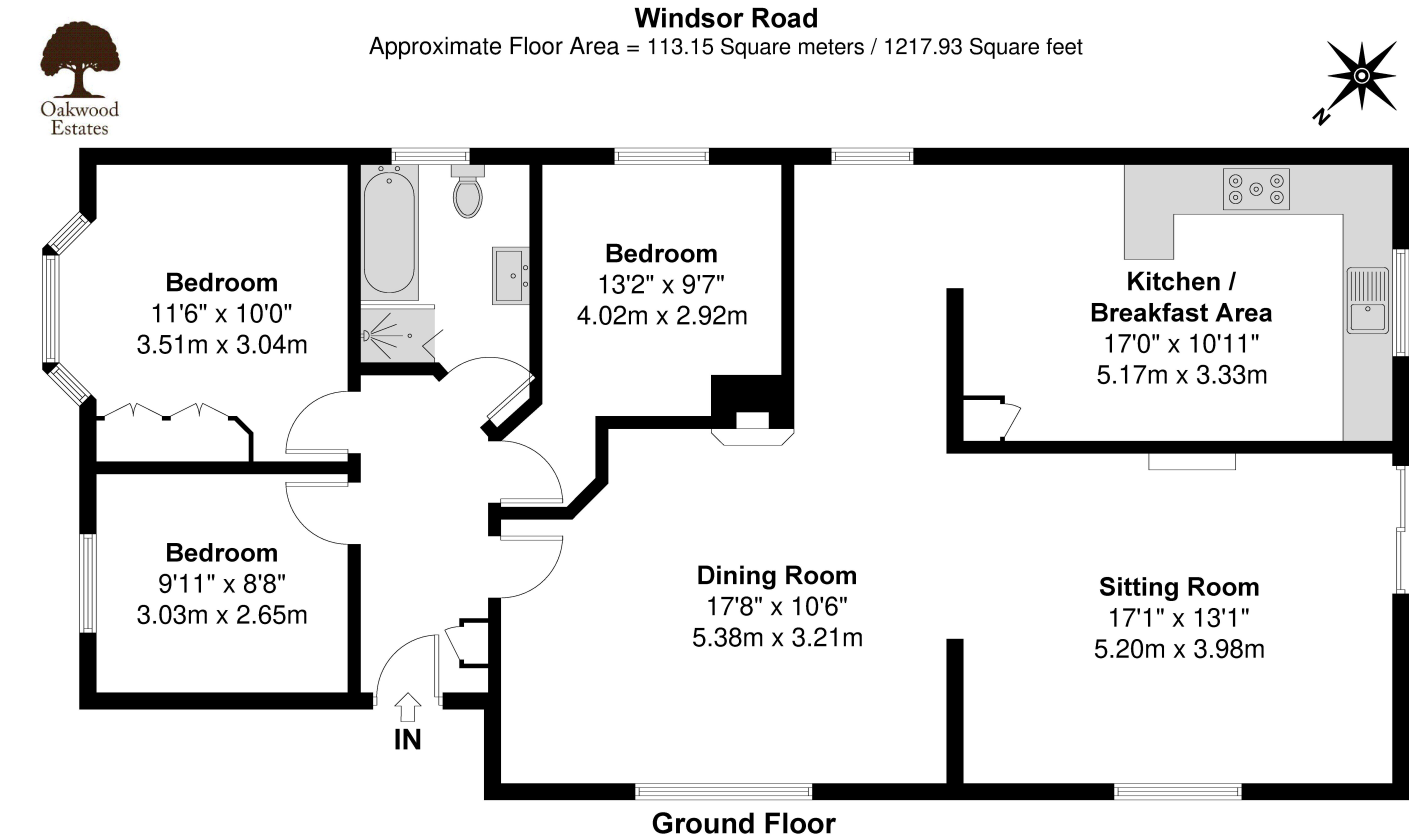 Windsor Road
Approximate Floor Area = 113.15 Square meters / 1217.93 Square feet
Oakwood
Estates
N
Bedroom
11'6" x 10'0"
3.51m x 3.04m
Bedroom
13'2" x 9'7"
4.02m x 2.92m
Kitchen /
Breakfast Area
17'0" x 10'11"
5.17m x 3.33m
Bedroom
9'11" x 8'8"
3.03m x 2.65m
Dining Room
17'8" x 10'6"
5.38m x 3.21m
Sitting Room
17'1" x 13'1"
5.20m x 3.98m
IN
Ground Floor